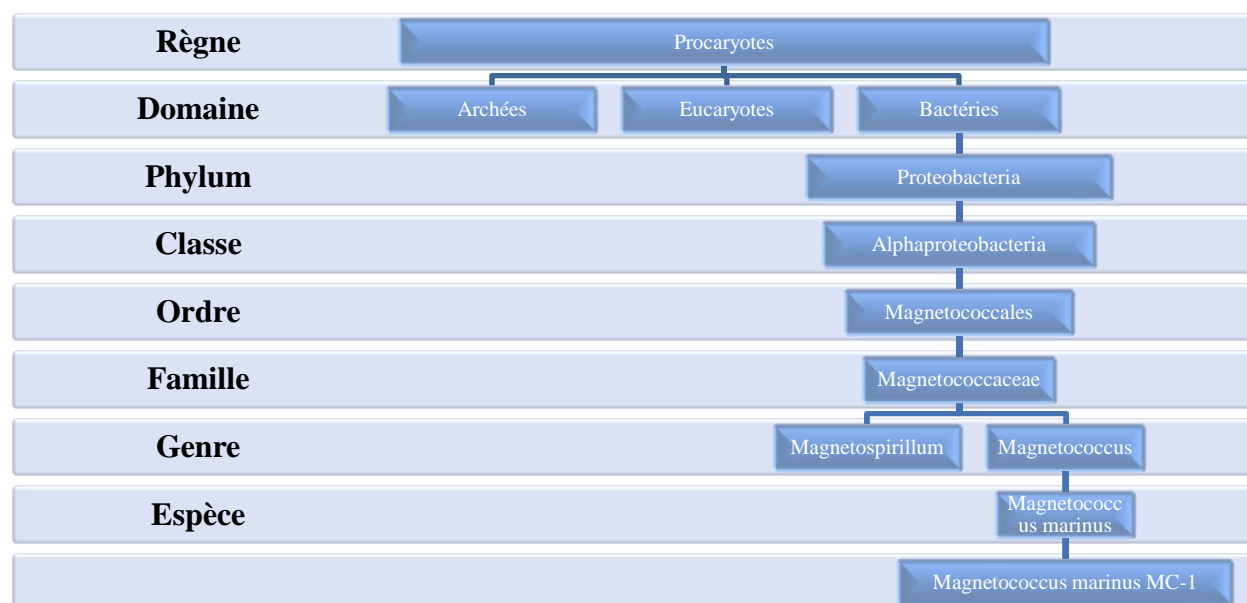 Règne
Procaryotes
Domaine
Archées
Eucaryotes
Bactéries
Phylum
Proteobacteria
Classe
Alphaproteobacteria
Ordre
Magnetococcales
Famille
Magnetococcaceae
Genre
Magnetospirillum
Magnetococcus
Espèce
Magnetococc
us marinus
Magnetococcus marinus MC-1